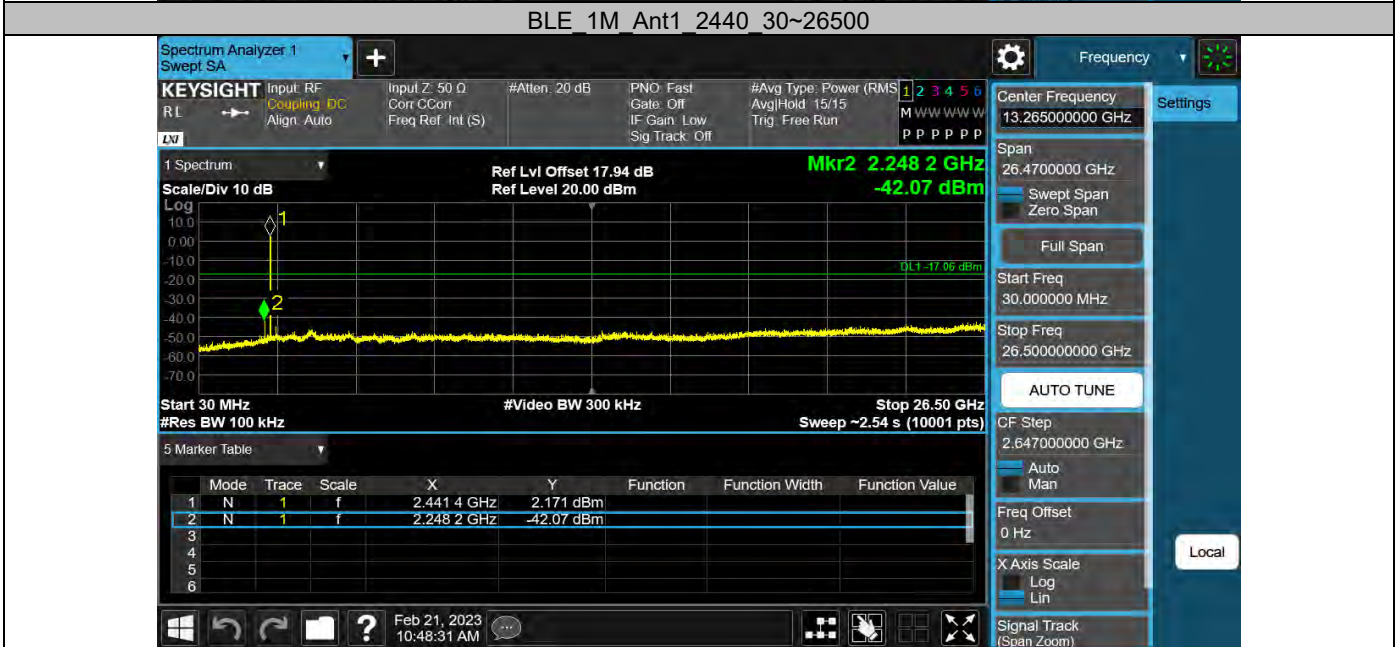 BLE_1M_Ant1_2440_30~26500
Spectrum Analyzer 1
Swept SA
Frequency
KEYSIGHT
RL
LXI
Input: RF
Coupling: DC
Align: Auto
Input Z: 50 Ω
Corr CCorr
Freq Ref: Int (S)
#Atten: 20 dB
PNO: Fast
Gate: Off
IF Gain: Low
Sig Track: Off
#Avg Type: Power (RMS
Avg|Hold: 15/15
Trig: Free Run
1 2 3 4 5 6
M W W W W W
P P P P P P
Center Frequency
13.265000000 GHz
Settings
1 Spectrum
Scale/Div 10 dB
Ref Lvl Offset 17.94 dB
Ref Level 20.00 dBm
Mkr2 2.248 2 GHz
-42.07 dBm
Log
10.0
0.00
-10.0
-20.0
-30.0
-40.0
-50.0
-60.0
-70.0
1
2
DL1 -17.06 dBm
Start 30 MHz
#Res BW 100 kHz
#Video BW 300 kHz
Stop 26.50 GHz
Sweep ~2.54 s (10001 pts)
Span
26.4700000 GHz
Swept Span
Zero Span
Full Span
Start Freq
30.000000 MHz
Stop Freq
26.500000000 GHz
AUTO TUNE
CF Step
2.647000000 GHz
Auto
Man
Freq Offset
0 Hz
X Axis Scale
Log
Lin
Signal Track
(Span Zoom)
Local
5 Marker Table
Mode Trace Scale X Y Function Function Width Function Value
1 N 1 f 2.441 4 GHz 2.171 dBm
2 N 1 f 2.248 2 GHz -42.07 dBm
3
4
5
6
?
Feb 21, 2023
10:48:31 AM